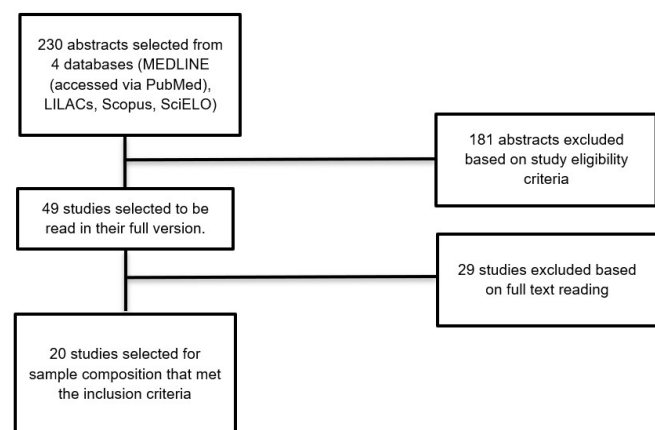 230 abstracts selected from
4 databases (MEDLINE
(accessed via PubMed),
LILACs, Scopus, SciELO)
181 abstracts excluded
based on study eligibility
criteria
49 studies selected to be
read in their full version.
29 studies excluded based
on full text reading
20 studies selected for
sample composition that met
the inclusion criteria